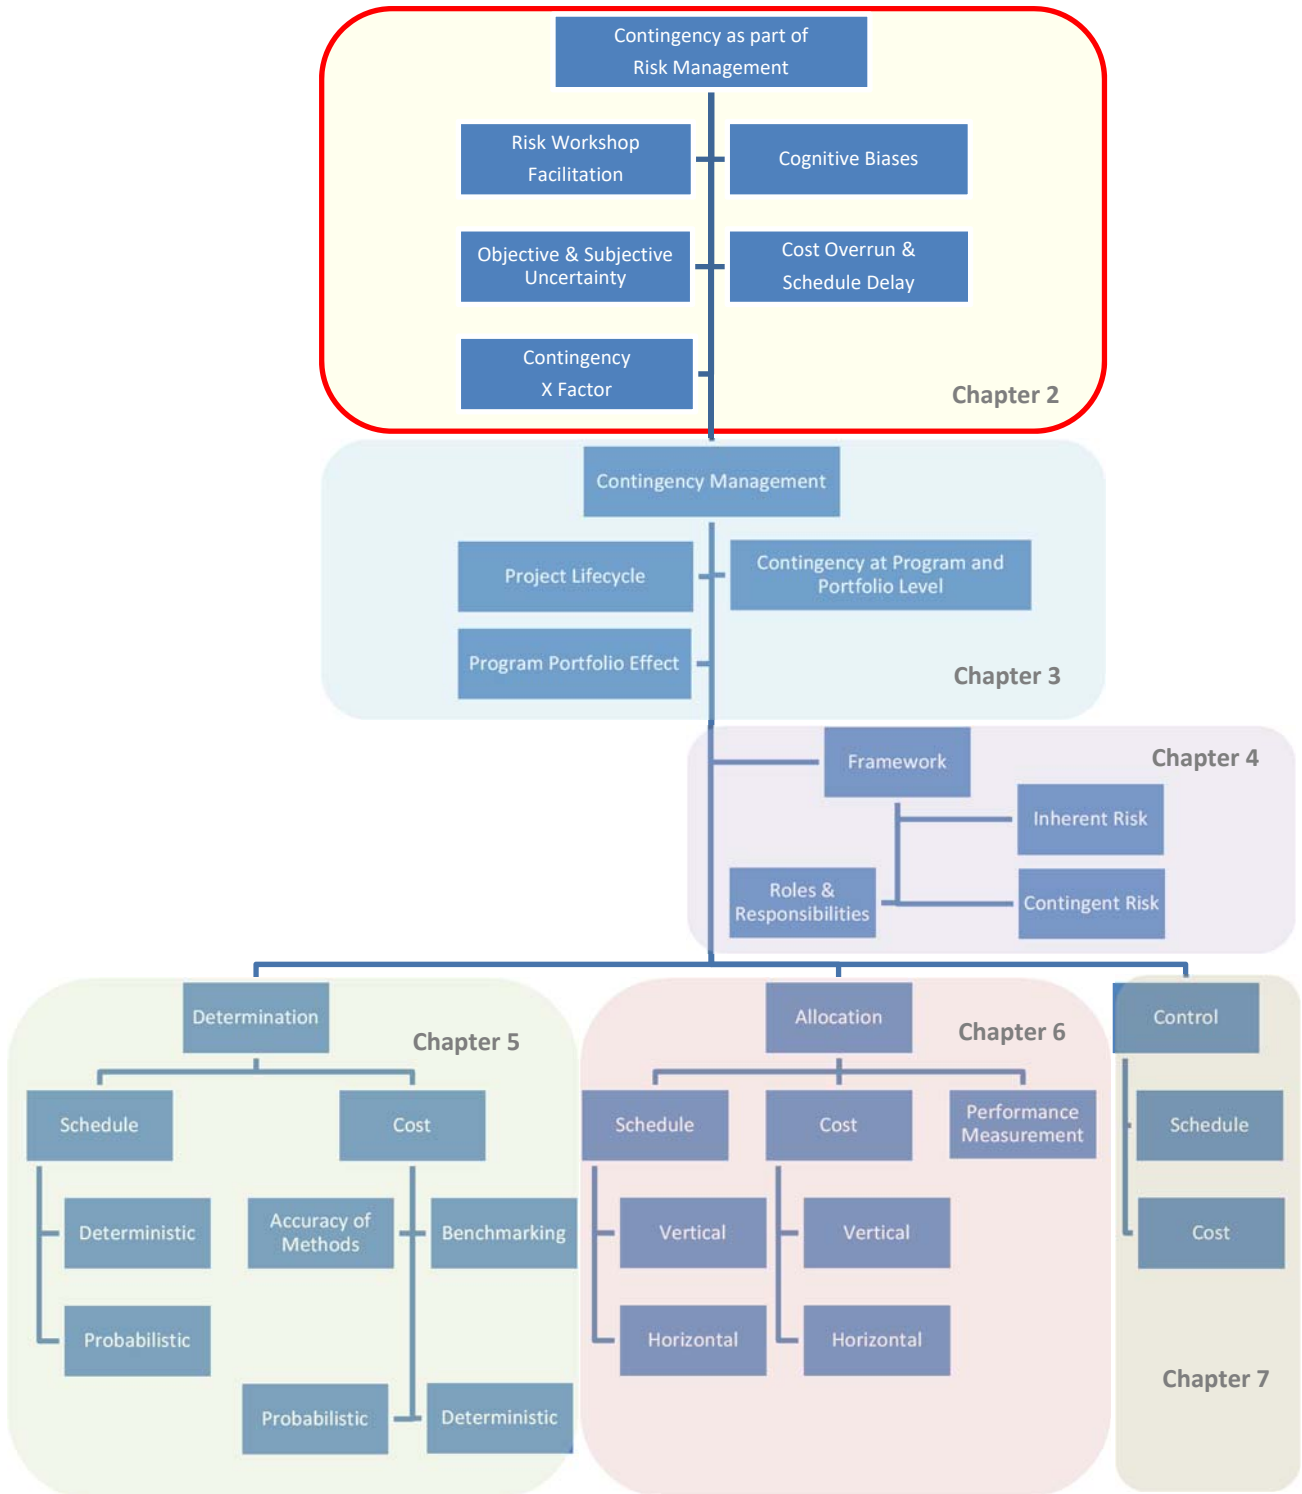 Contingency as part of
Risk Management
Risk Workshop
Facilitation
Cognitive Biases
Objective & Subjective
Uncertainty
Cost Overrun &
Schedule Delay
Contingency
X Factor
Chapter 2
Contingency Management
Project Lifecycle
Contingency at Program and
Portfolio Level
Program Portfolio Effect
Chapter 3
Framework
Chapter 4
Inherent Risk
Roles &
Responsibilities
Contingent Risk
Determination
Chapter 5
Schedule
Cost
Deterministic
Accuracy of
Methods
Benchmarking
Probabilistic
Probabilistic
Deterministic
Allocation
Chapter 6
Schedule
Cost
Performance
Measurement
Vertical
Vertical
Horizontal
Horizontal
Control
Schedule
Cost
Chapter 7